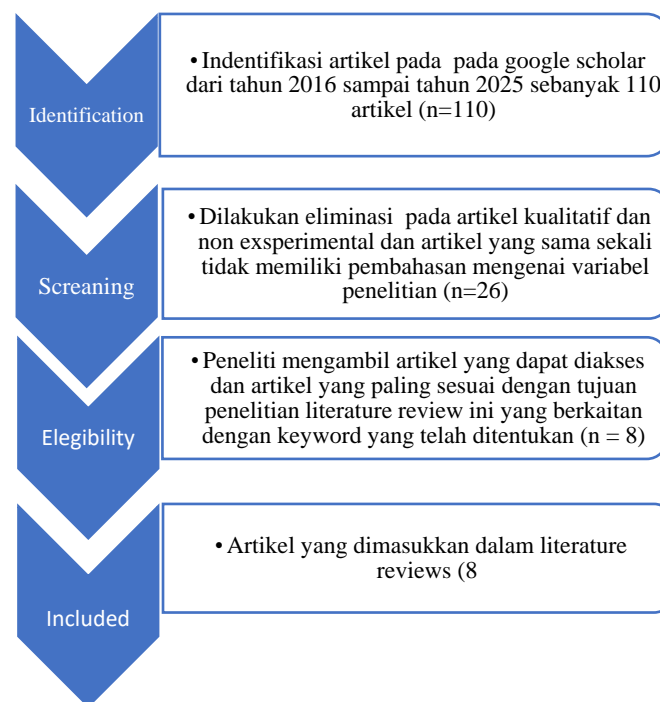 Identification
• Indentifikasi artikel pada  pada google scholar
dari tahun 2016 sampai tahun 2025 sebanyak 110
artikel (n=110)
Screaning
• Dilakukan eliminasi  pada artikel kualitatif dan
non exsperimental dan artikel yang sama sekali
tidak memiliki pembahasan mengenai variabel
penelitian (n=26)
Elegibility
• Peneliti mengambil artikel yang dapat diakses
dan artikel yang paling sesuai dengan tujuan
penelitian literature review ini yang berkaitan
dengan keyword yang telah ditentukan (n = 8)
Included
• Artikel yang dimasukkan dalam literature
reviews (8